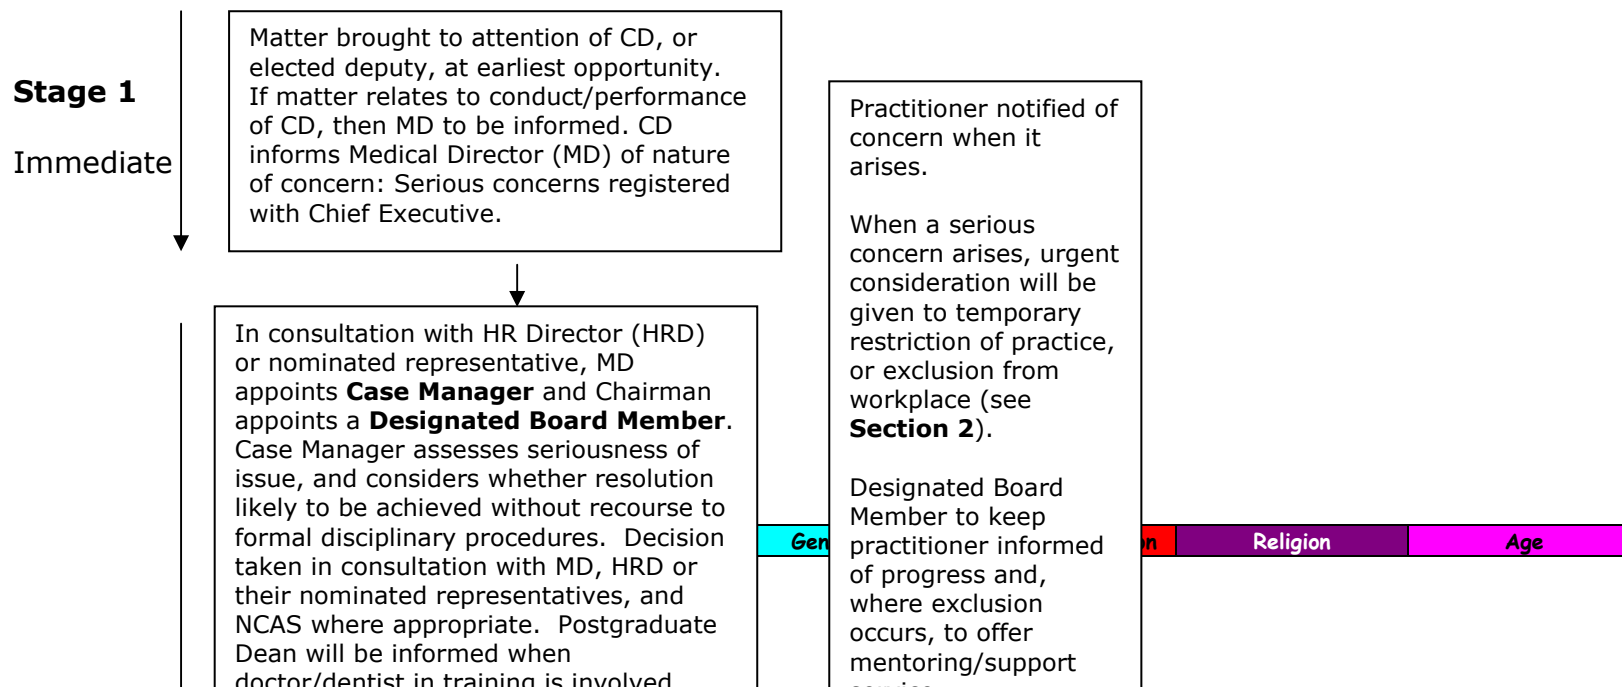 Stage 1
Immediate
Matter brought to attention of CD, or
elected deputy, at earliest opportunity.
If matter relates to conduct/performance
of CD, then MD to be informed. CD
informs Medical Director (MD) of nature
of concern: Serious concerns registered
with Chief Executive.
In consultation with HR Director (HRD)
or nominated representative, MD
appoints Case Manager and Chairman
appoints a Designated Board Member.
Case Manager assesses seriousness of
issue, and considers whether resolution
likely to be achieved without recourse to
formal disciplinary procedures.  Decision
taken in consultation with MD, HRD or
their nominated representatives, and
NCAS where appropriate.  Postgraduate
Dean will be informed when
doctor/dentist in training is involved
Practitioner notified of
concern when it
arises.
When a serious
concern arises, urgent
consideration will be
given to temporary
restriction of practice,
or exclusion from
workplace (see
Section 2).
Designated Board
Member to keep
practitioner informed
of progress and,
where exclusion
occurs, to offer
mentoring/support
Gen
Religion
Age